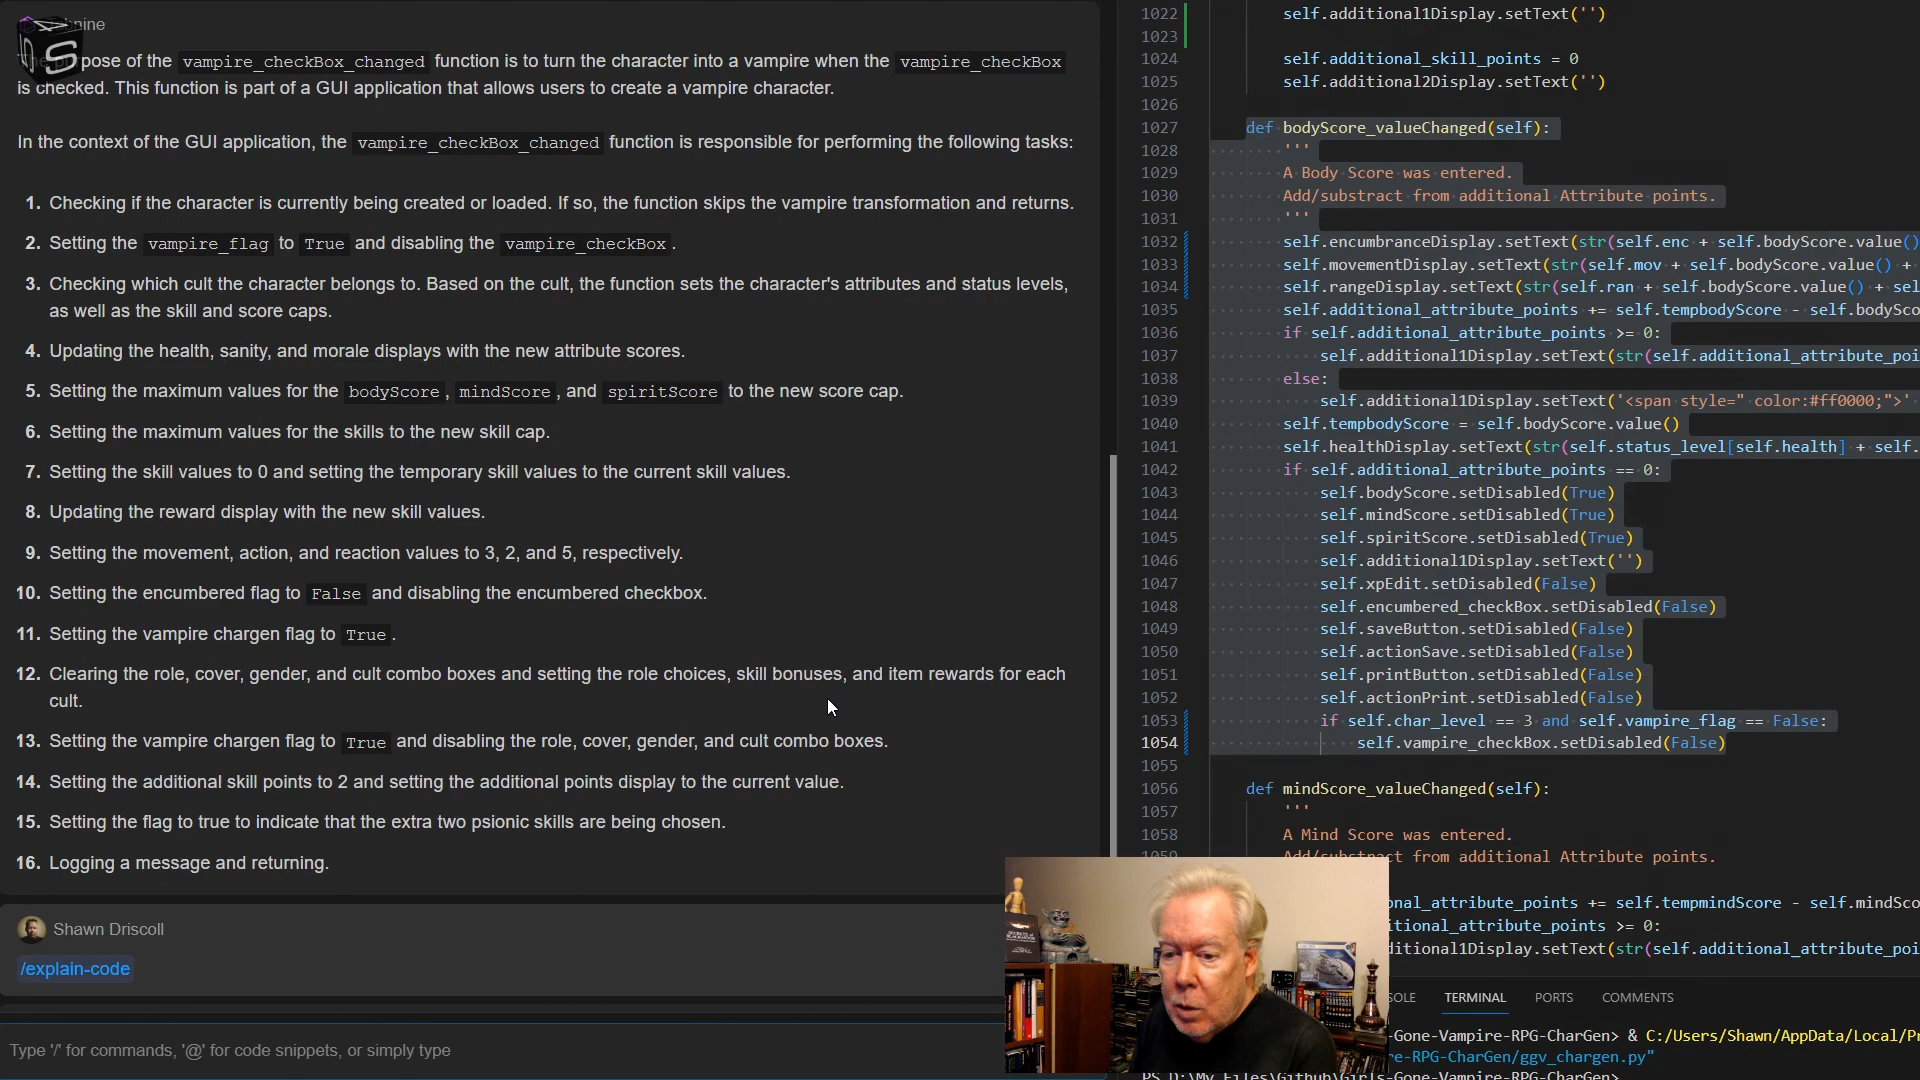 The purpose of the vampire_checkBox_changed function is to turn the character into a vampire when the vampire_checkBox
is checked. This function is part of a GUI application that allows users to create a vampire character.
In the context of the GUI application, the vampire_checkBox_changed function is responsible for performing the following tasks:
1. Checking if the character is currently being created or loaded. If so, the function skips the vampire transformation and returns.
2. Setting the vampire_flag to True and disabling the vampire_checkBox.
3. Checking which cult the character belongs to. Based on the cult, the function sets the character's attributes and status levels,
as well as the skill and score caps.
4. Updating the health, sanity, and morale displays with the new attribute scores.
5. Setting the maximum values for the bodyScore, mindScore, and spiritScore to the new score cap.
6. Setting the maximum values for the skills to the new skill cap.
7. Setting the skill values to 0 and setting the temporary skill values to the current skill values.
8. Updating the reward display with the new skill values.
9. Setting the movement, action, and reaction values to 3, 2, and 5, respectively.
10. Setting the encumbered flag to False and disabling the encumbered checkbox.
11. Setting the vampire chargen flag to True.
12. Clearing the role, cover, gender, and cult combo boxes and setting the role choices, skill bonuses, and item rewards for each
cult.
13. Setting the vampire chargen flag to True and disabling the role, cover, gender, and cult combo boxes.
14. Setting the additional skill points to 2 and setting the additional points display to the current value.
15. Setting the flag to true to indicate that the extra two psionic skills are being chosen.
16. Logging a message and returning.
Shawn Driscoll
/explain-code
Type '/' for commands, '@' for code snippets, or simply type
1022 self.additional1Display.setText('')
1023
1024 self.additional_skill_points = 0
1025 self.additional2Display.setText('')
1026
1027 def bodyScore_valueChanged(self):
1028 '''
1029 A Body Score was entered.
1030 Add/substract from additional Attribute points.
1031 '''
1032 self.encumbranceDisplay.setText(str(self.enc + self.bodyScore.value()
1033 self.movementDisplay.setText(str(self.mov + self.bodyScore.value() +
1034 self.rangeDisplay.setText(str(self.ran + self.bodyScore.value() + sel
1035 self.additional_attribute_points += self.tempbodyScore - self.bodySco
1036 if self.additional_attribute_points >= 0:
1037 self.additional1Display.setText(str(self.additional_attribute_poi
1038 else:
1039 self.additional1Display.setText('<span style=" color:#ff0000;">'
1040 self.tempbodyScore = self.bodyScore.value()
1041 self.healthDisplay.setText(str(self.status_level[self.health] + self.
1042 if self.additional_attribute_points == 0:
1043 self.bodyScore.setDisabled(True)
1044 self.mindScore.setDisabled(True)
1045 self.spiritScore.setDisabled(True)
1046 self.additional1Display.setText('')
1047 self.xpEdit.setDisabled(False)
1048 self.encumbered_checkBox.setDisabled(False)
1049 self.saveButton.setDisabled(False)
1050 self.actionSave.setDisabled(False)
1051 self.printButton.setDisabled(False)
1052 self.actionPrint.setDisabled(False)
1053 if self.char_level == 3 and self.vampire_flag == False:
1054 self.vampire_checkBox.setDisabled(False)
1055
1056 def mindScore_valueChanged(self):
1057 '''
1058 A Mind Score was entered.
1059 Add/substract from additional Attribute points.
onal_attribute_points += self.tempmindScore - self.mindSco
itional_attribute_points >= 0:
ditional1Display.setText(str(self.additional_attribute_poi
SOLE TERMINAL PORTS COMMENTS
-Gone-Vampire-RPG-CharGen> & C:/Users/Shawn/AppData/Local/Pr
re-RPG-CharGen/ggv_chargen.py"
PS D:\My Files\Github\Girls-Gone-Vampire-RPG-CharGen>